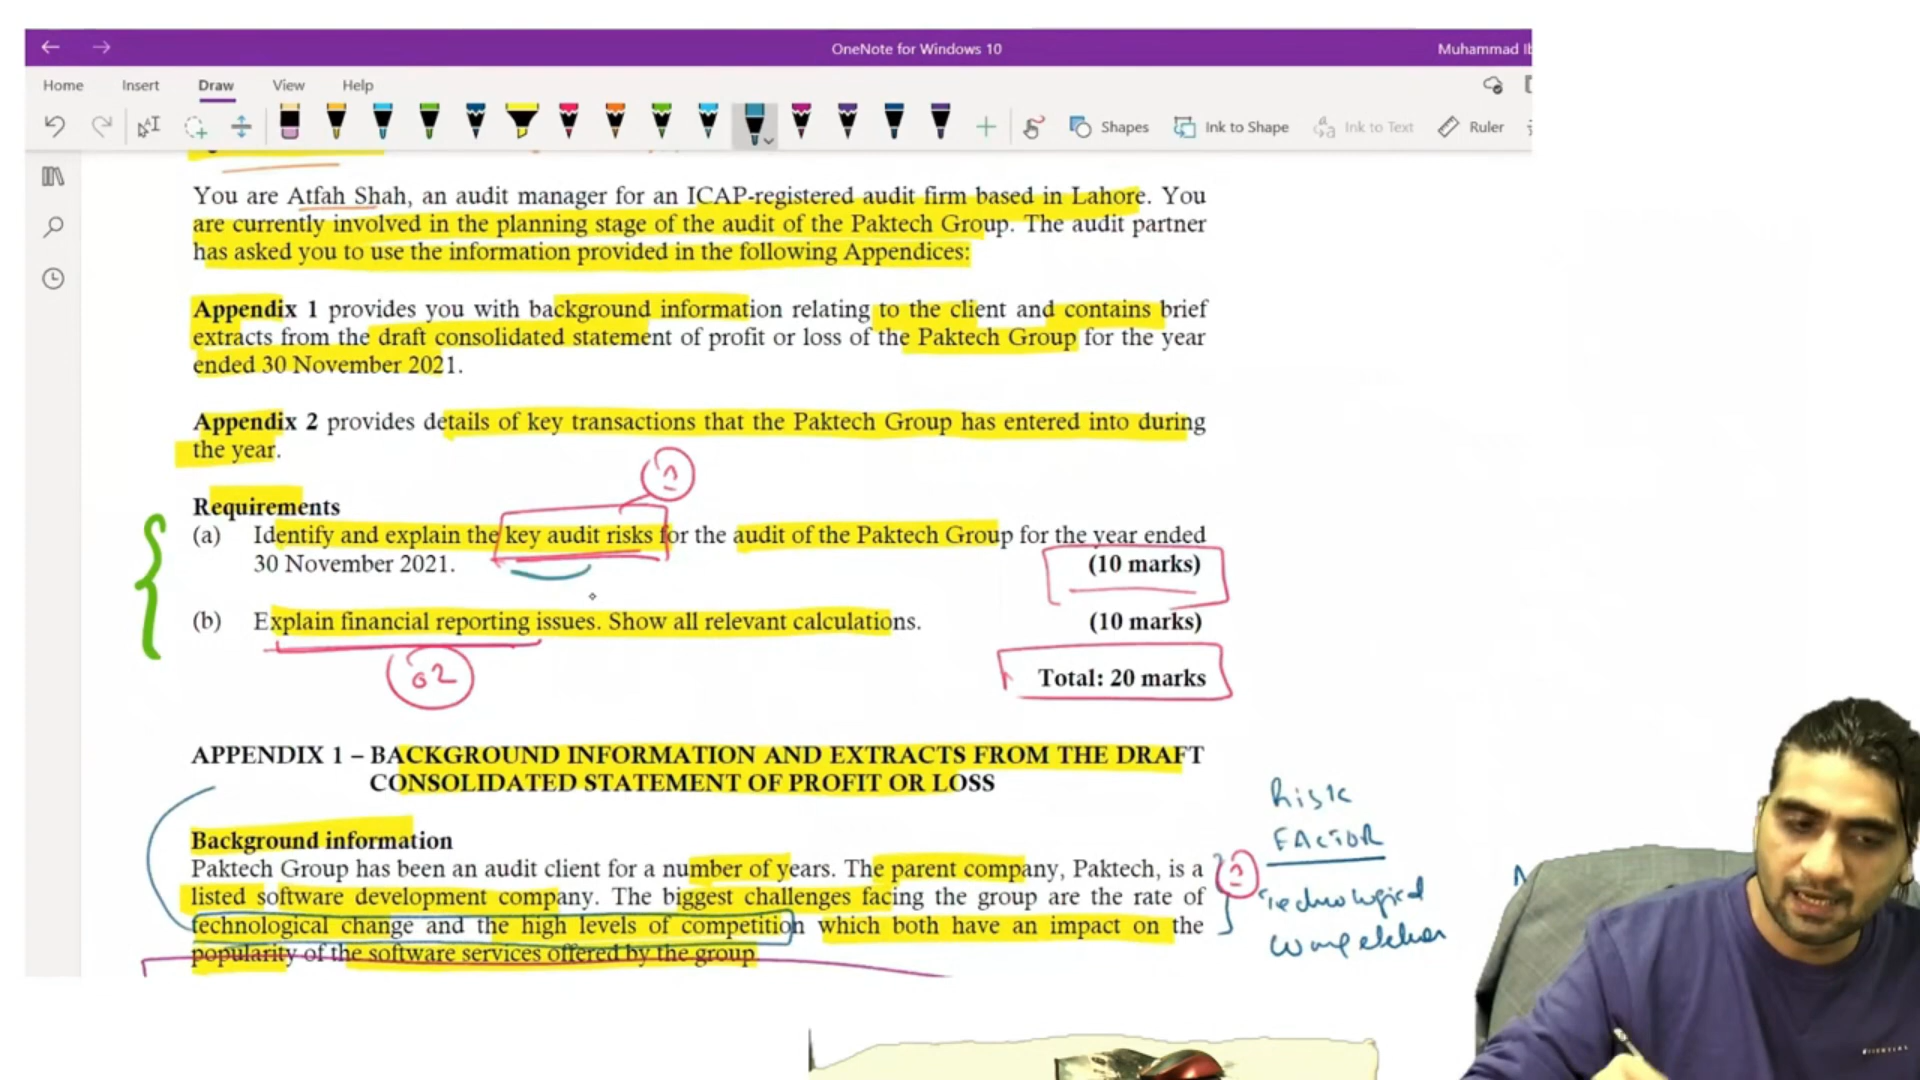 OneNote for Windows 10
Muhammad Ib
Home
Insert
Draw
View
Help
Shapes
Ink to Shape
Ink to Text
Ruler
You are Atfah Shah, an audit manager for an ICAP-registered audit firm based in Lahore. You
are currently involved in the planning stage of the audit of the Paktech Group. The audit partner
has asked you to use the information provided in the following Appendices:
Appendix 1 provides you with background information relating to the client and contains brief
extracts from the draft consolidated statement of profit or loss of the Paktech Group for the year
ended 30 November 2021.
Appendix 2 provides details of key transactions that the Paktech Group has entered into during
the year.
Requirements
(a) Identify and explain the key audit risks for the audit of the Paktech Group for the year ended
30 November 2021. (10 marks)
(b) Explain financial reporting issues. Show all relevant calculations. (10 marks)
02
Total: 20 marks
APPENDIX 1 – BACKGROUND INFORMATION AND EXTRACTS FROM THE DRAFT
CONSOLIDATED STATEMENT OF PROFIT OR LOSS
Risk
FACTOR
Background information
Paktech Group has been an audit client for a number of years. The parent company, Paktech, is a
listed software development company. The biggest challenges facing the group are the rate of
Technological
technological change and the high levels of competition which both have an impact on the
popularity of the software services offered by the group.